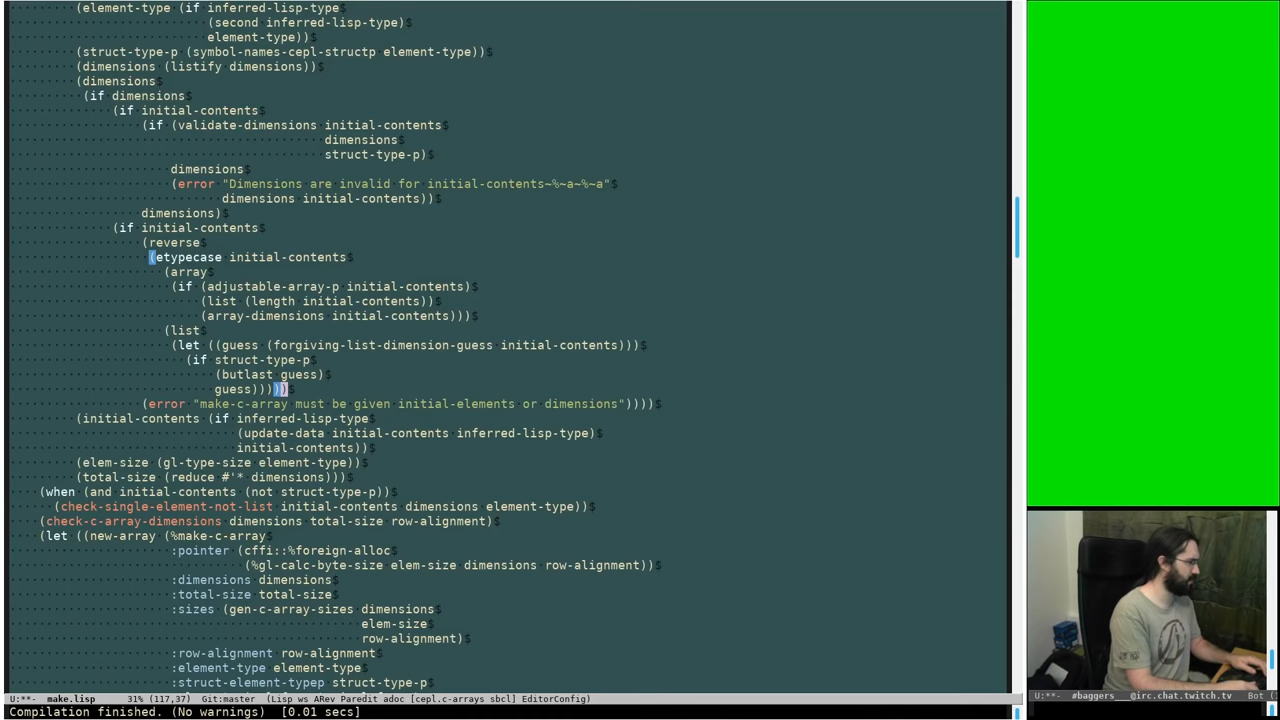 (element-type (if inferred-lisp-type$
(second inferred-lisp-type)
element-type))$
(struct-type-p (symbol-names-cepl-structp element-type))$
(dimensions (listify dimensions))$
(dimensions$
(if dimensions$
(if initial-contents$
(if (validate-dimensions initial-contents$
dimensions$
struct-type-p)$
dimensions$
(error "Dimensions are invalid for initial-contents~%~a~%~a"$
dimensions initial-contents))$
dimensions)$
(if initial-contents$
(reverse$
(etypecase initial-contents$
(array$
(if (adjustable-array-p initial-contents)$
(list (length initial-contents))$
(array-dimensions initial-contents)))$
(list$
(let ((guess (forgiving-list-dimension-guess initial-contents)))$
(if struct-type-p$
(butlast guess)$
guess)))))$
(error "make-c-array must be given initial-elements or dimensions"))))$
(initial-contents (if inferred-lisp-type$
(update-data initial-contents inferred-lisp-type)$
initial-contents))$
(elem-size (gl-type-size element-type))$
(total-size (reduce #'* dimensions)))$
(when (and initial-contents (not struct-type-p))$
(check-single-element-not-list initial-contents dimensions element-type))$
(check-c-array-dimensions dimensions total-size row-alignment)$
(let ((new-array (%make-c-array$
:pointer (cffi::%foreign-alloc$
(%gl-calc-byte-size elem-size dimensions row-alignment))$
:dimensions dimensions$
:total-size total-size$
:sizes (gen-c-array-sizes dimensions$
elem-size$
row-alignment)$
:row-alignment row-alignment$
:element-type element-type$
:struct-element-typep struct-type-p$
U:**- make.lisp 31% (117,37) Git:master (Lisp ws ARev Paredit adoc [cepl.c-arrays sbcl] EditorConfig)
U:**- #baggers___@irc.chat.twitch.tv Bot (
Compilation finished. (No warnings) [0.01 secs]